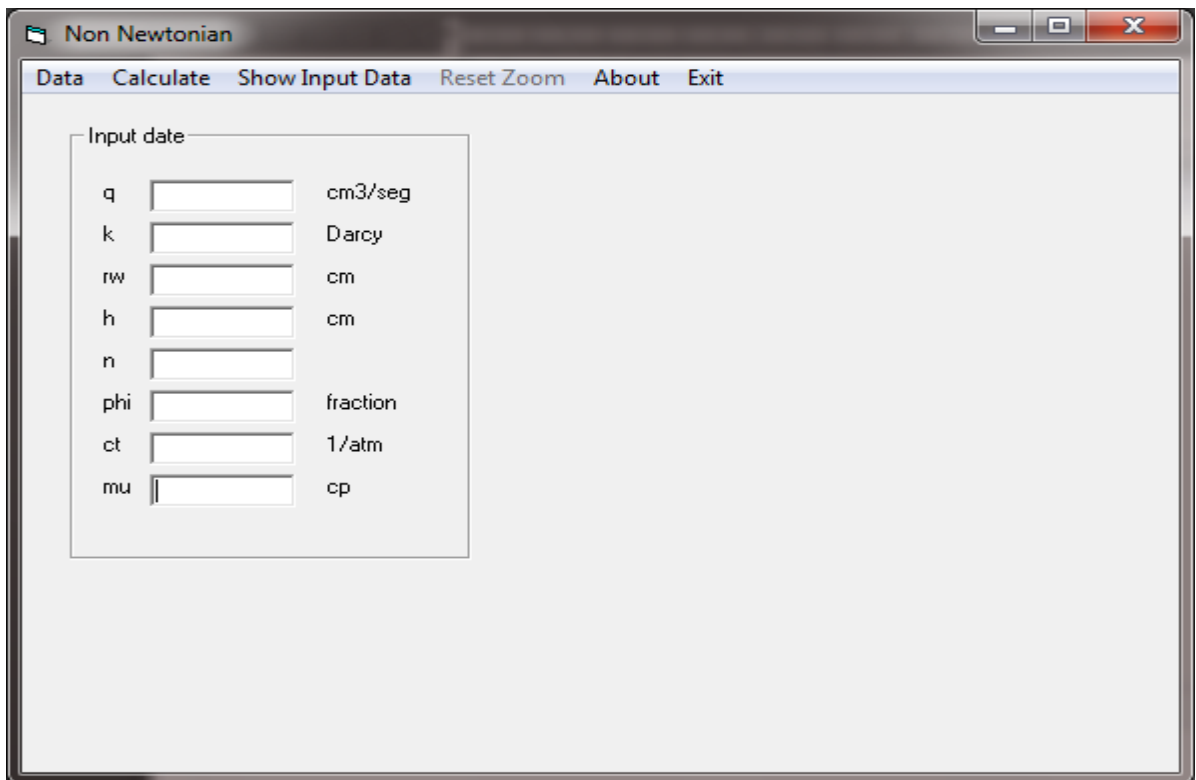 Non Newtonian
Data Calculate Show Input Data Reset Zoom About Exit
Input date
q cm3/seg
k Darcy
rw cm
h cm
n
phi fraction
ct 1/atm
mu cp